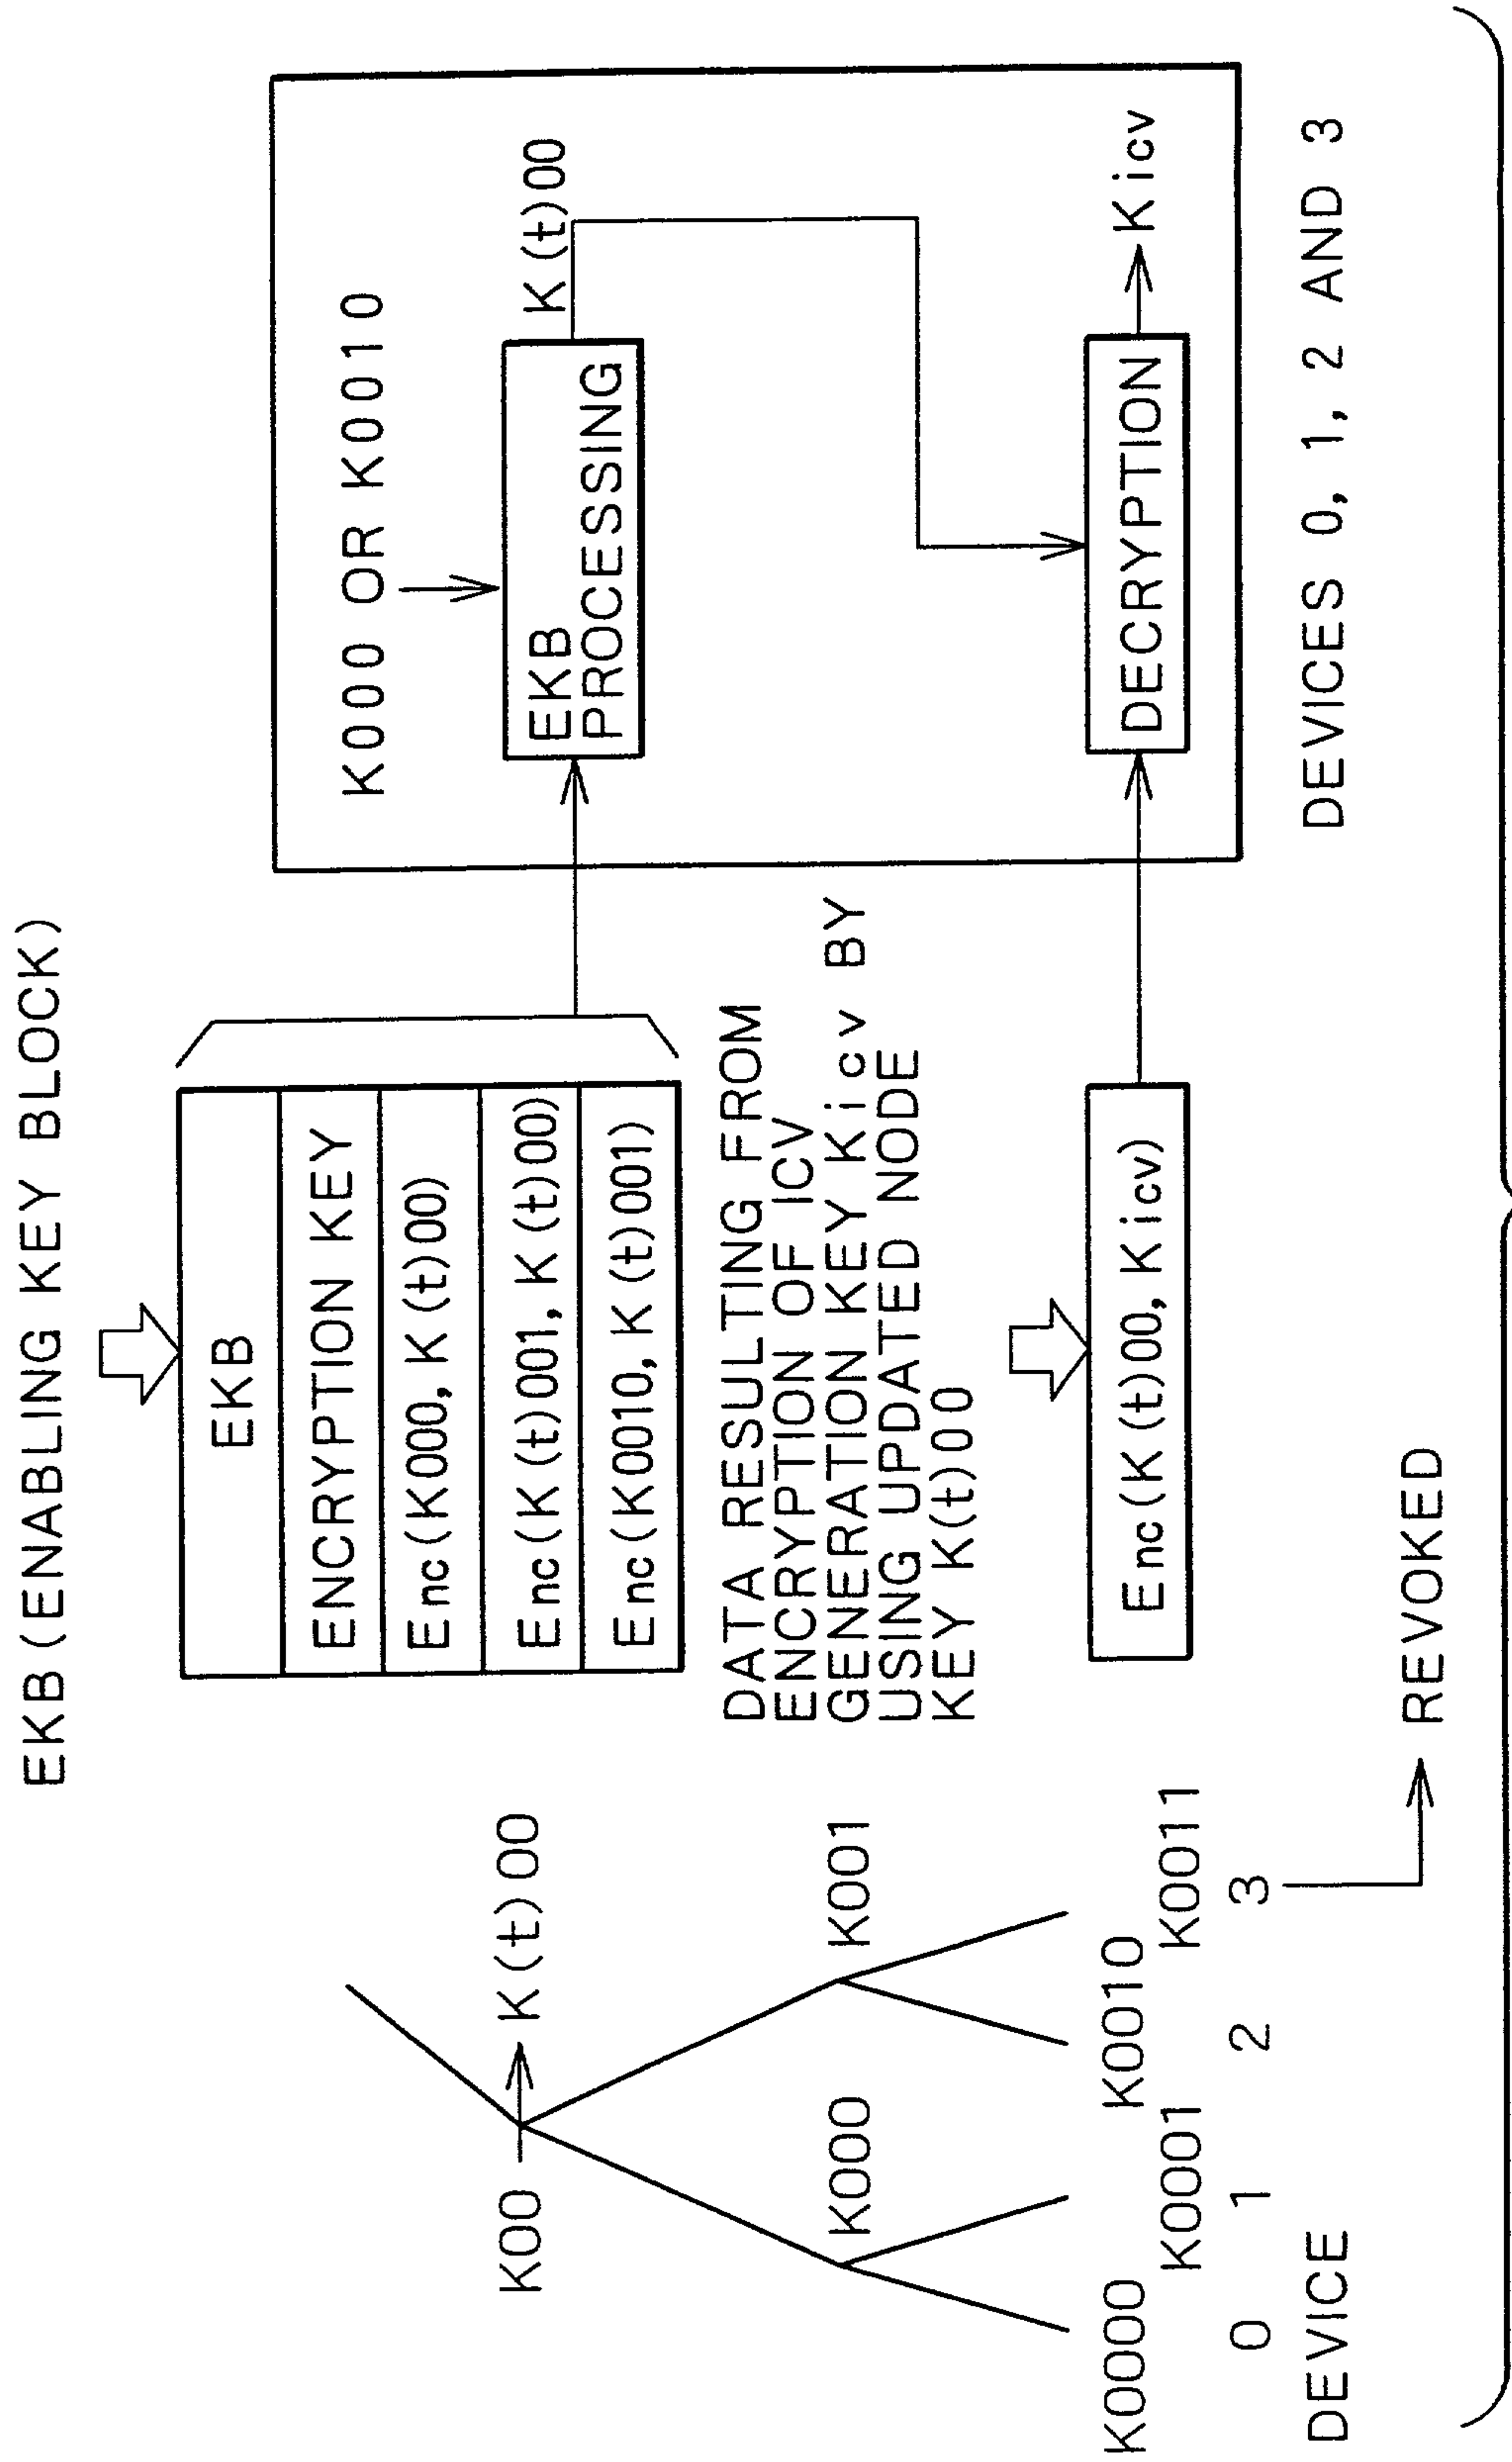 EKB (ENABLING KEY BLOCK)
EKB
ENCRYPTION KEY
Enc(K000, K(t)00)
Enc(K(t)001, K(t)00)
Enc(K0010, K(t)001)
DATA RESULTING FROM
ENCRYPTION OF ICV
GENERATION KEY Kicv BY
USING UPDATED NODE
KEY K(t)00
Enc(K(t)00, Kicv)
K000 OR K0010
EKB
PROCESSING
K(t)00
DECRYPTION
Kicv
DEVICES 0, 1, 2 AND 3
K00
K(t)00
K000
K001
K0000
K0001
K0010
K0011
0 1 2 3
DEVICE
REVOKED